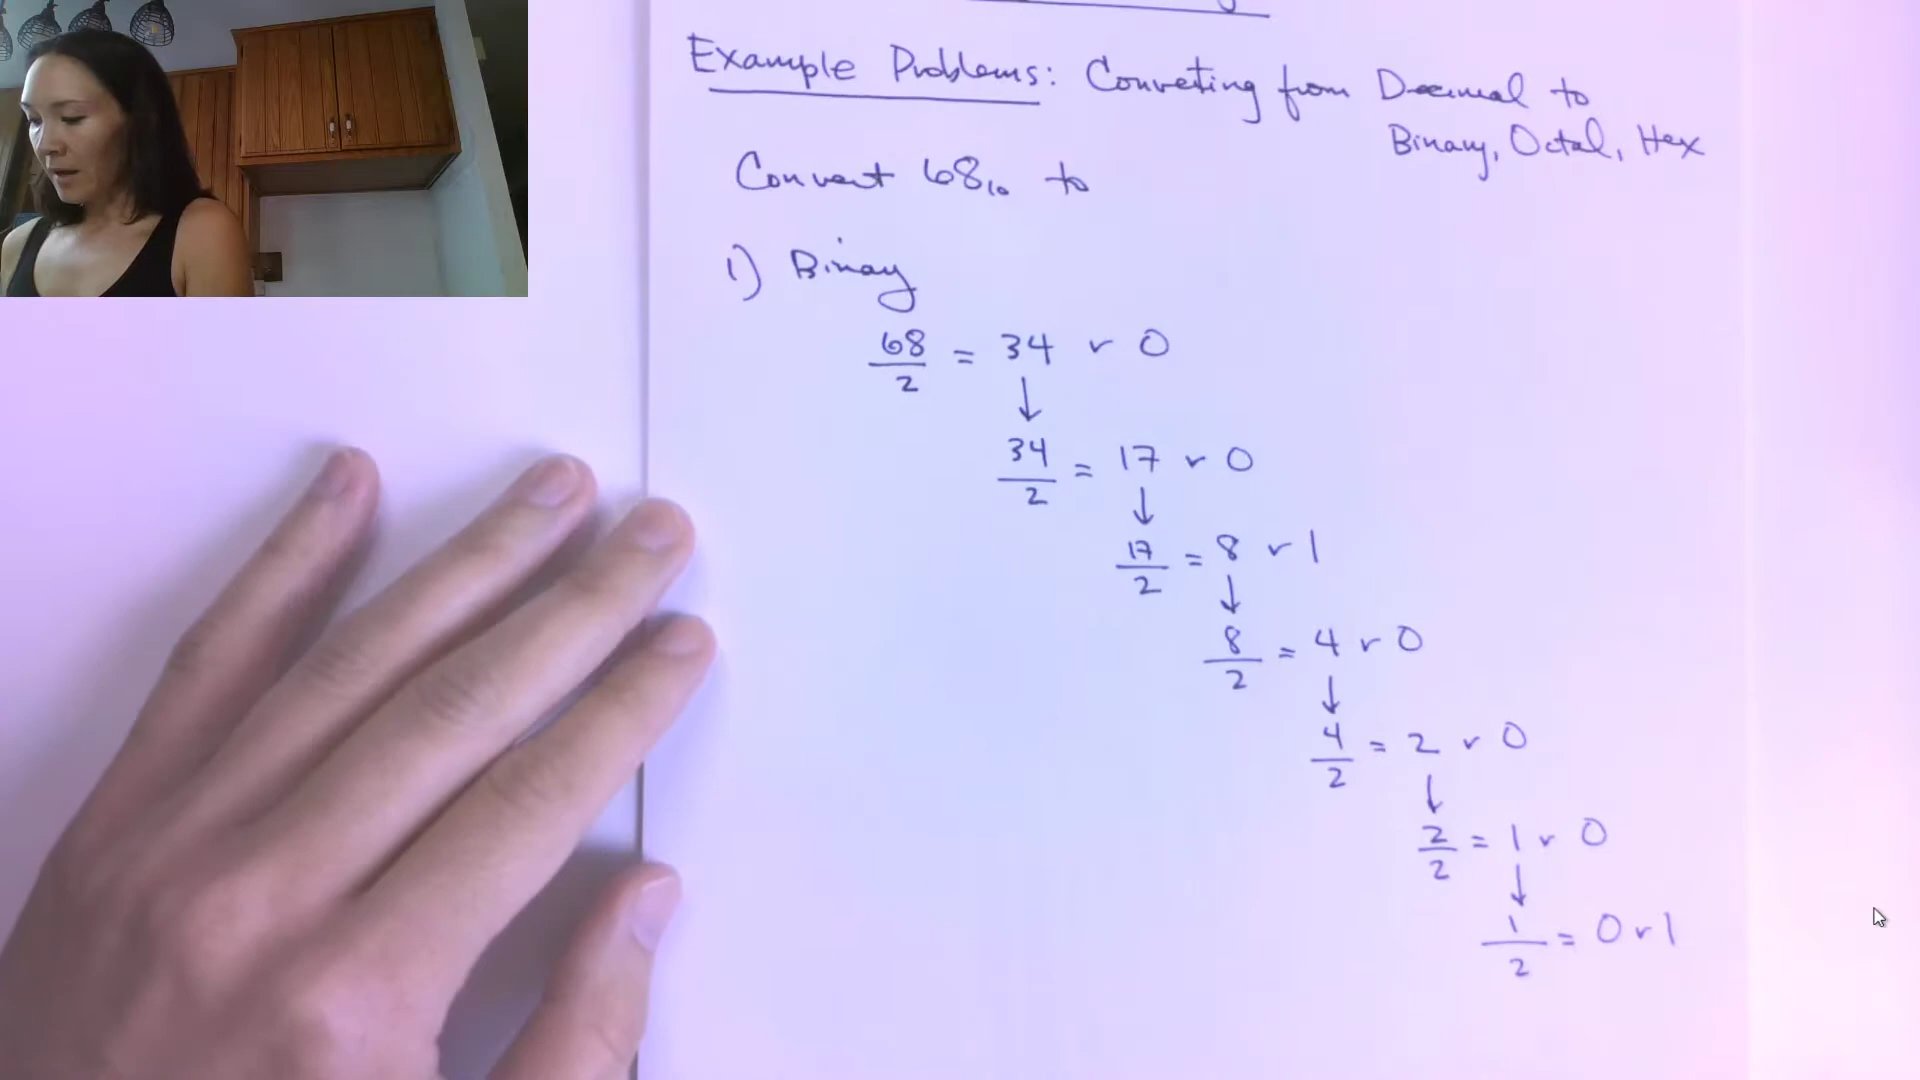 Example Problems: Converting from Decimal to
Binary, Octal, Hex
Convert 68₁₀ to
1) Binary
68/2 = 34 r 0
↓
34/2 = 17 r 0
↓
17/2 = 8 r 1
↓
8/2 = 4 r 0
↓
4/2 = 2 r 0
↓
2/2 = 1 r 0
↓
1/2 = 0 r 1